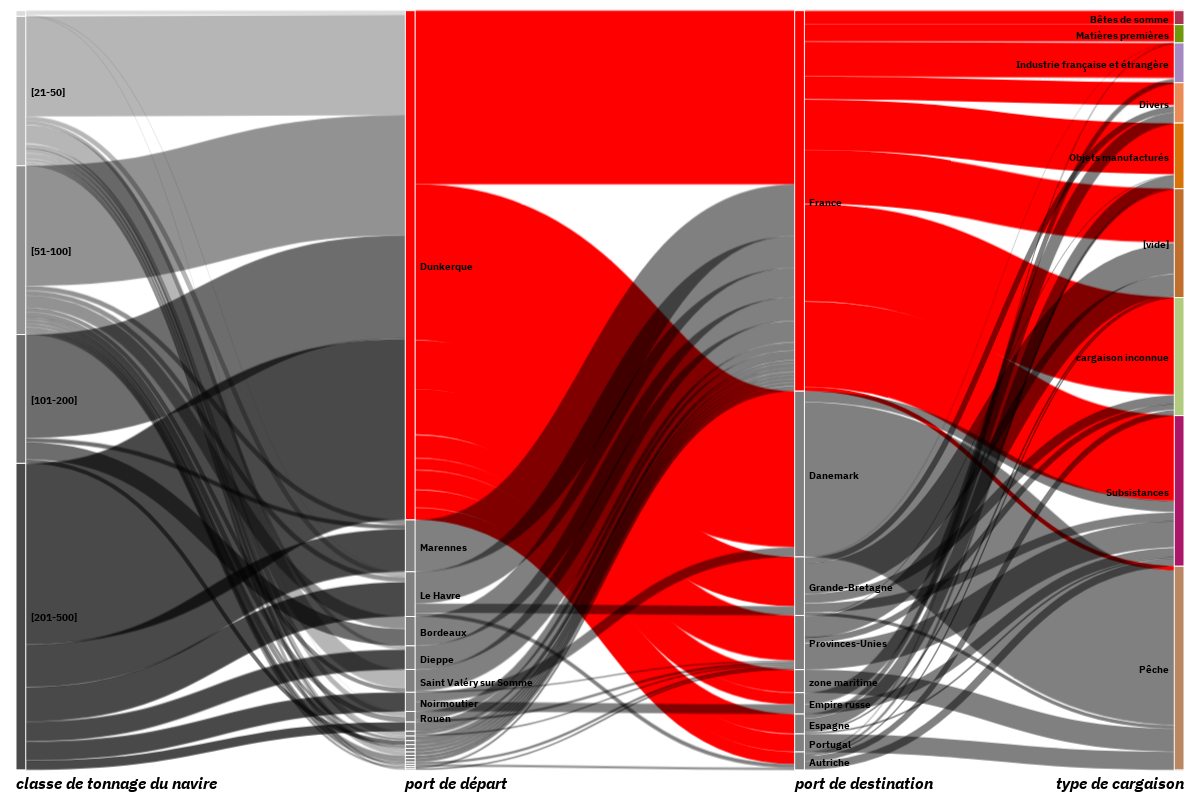 [21-50]
[51-100]
[101-200]
[201-500]
Dunkerque
Marennes
Le Havre
Bordeaux
Dieppe
Saint Valéry sur Somme
Noirmoutier
Rouen
France
Danemark
Grande-Bretagne
Provinces-Unies
zone maritime
Empire russe
Espagne
Portugal
Autriche
Bêtes de somme
Matières premières
Industrie française et étrangère
Divers
Objets manufacturés
[vide]
cargaison inconnue
Subsistances
Pêche
classe de tonnage du navire
port de départ
port de destination
type de cargaison